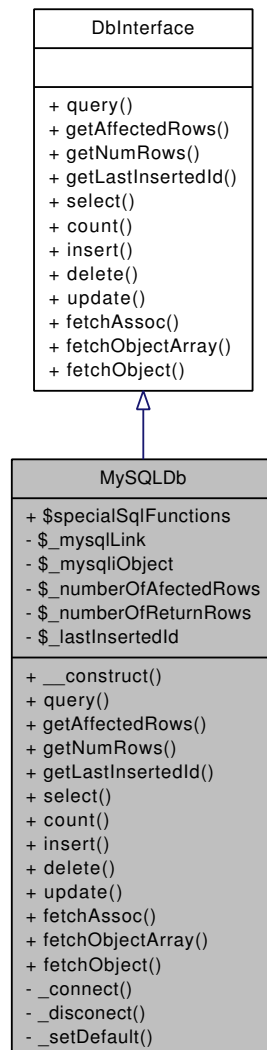 DbInterface
+ query()
+ getAffectedRows()
+ getNumRows()
+ getLastInsertedId()
+ select()
+ count()
+ insert()
+ delete()
+ update()
+ fetchAssoc()
+ fetchObjectArray()
+ fetchObject()
MySQLDb
+ $specialSqlFunctions
- $_mysqlLink
- $_mysqliObject
- $_numberOfAfectedRows
- $_numberOfReturnRows
- $_lastInsertedId
+ __construct()
+ query()
+ getAffectedRows()
+ getNumRows()
+ getLastInsertedId()
+ select()
+ count()
+ insert()
+ delete()
+ update()
+ fetchAssoc()
+ fetchObjectArray()
+ fetchObject()
- _connect()
- _disconect()
- _setDefault()